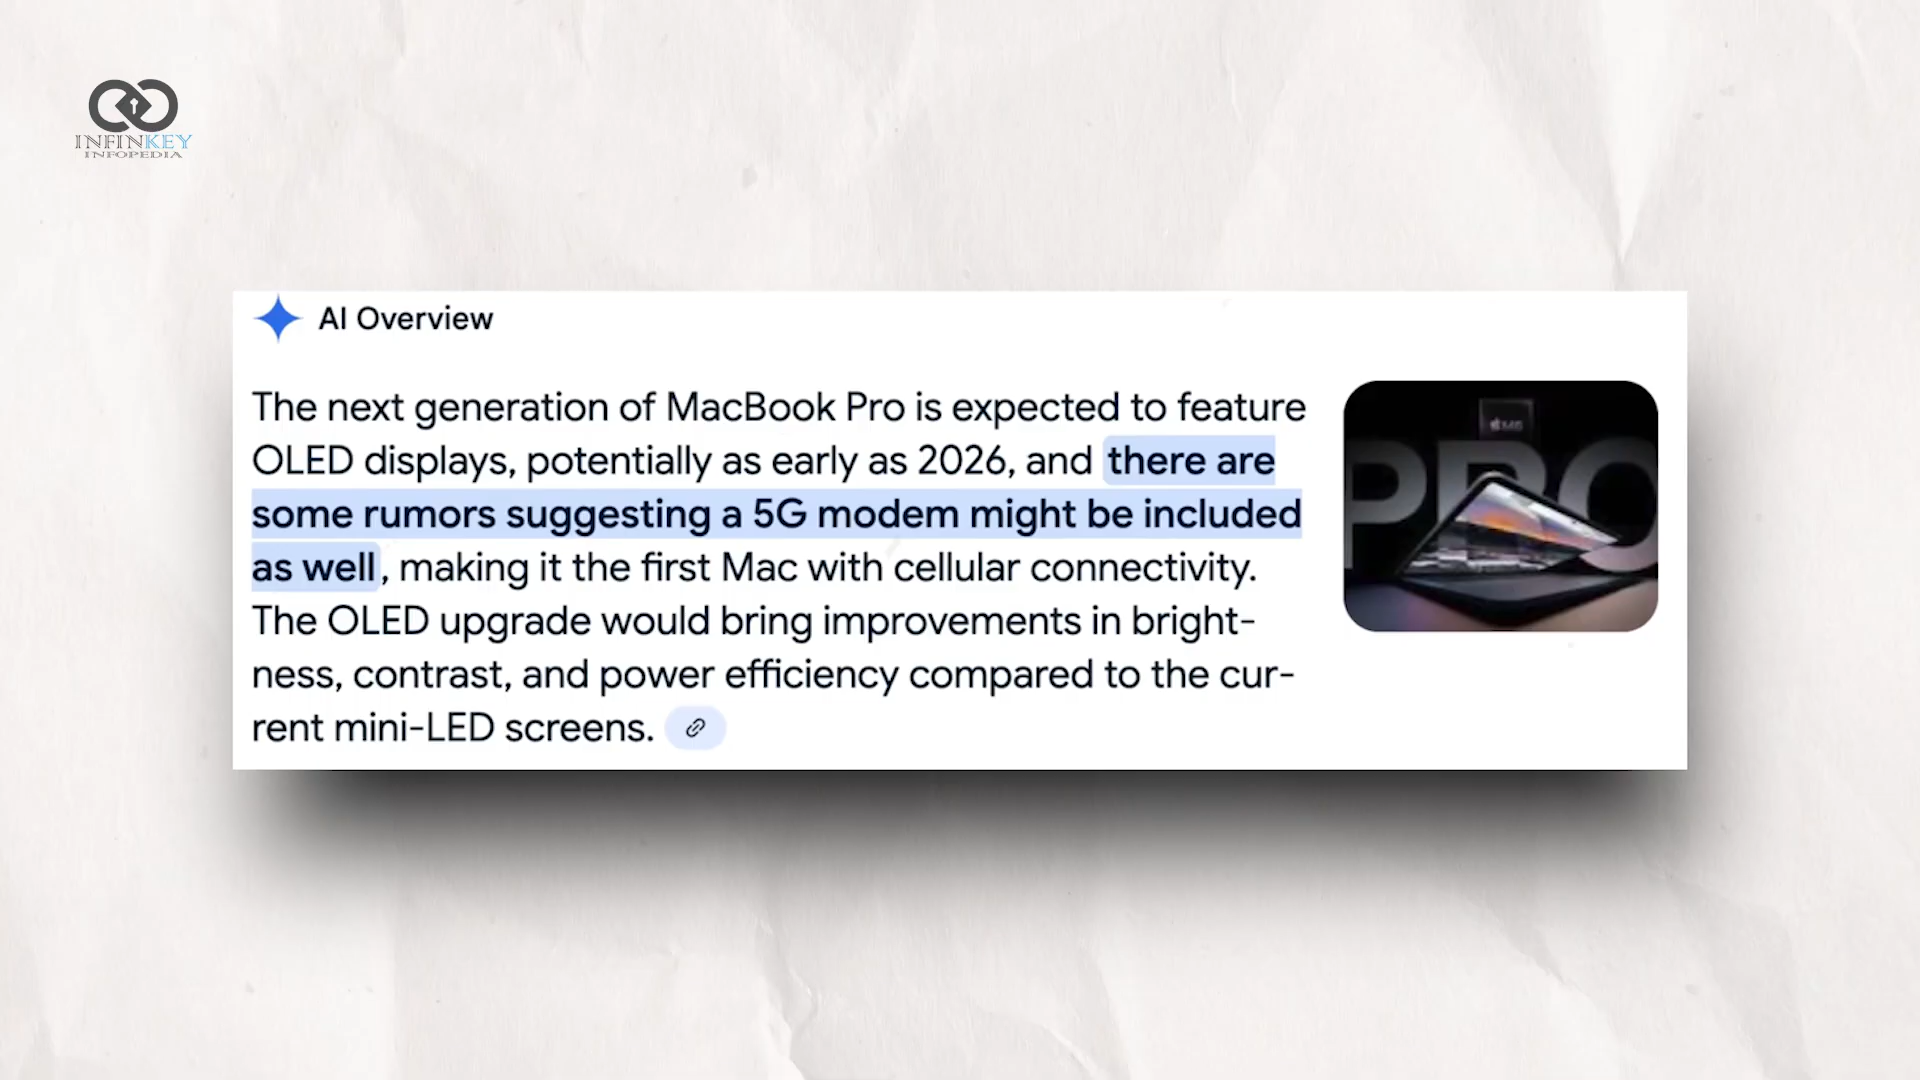 INFINKEY
INFOPEDIA
AI Overview
The next generation of MacBook Pro is expected to feature
OLED displays, potentially as early as 2026, and there are
some rumors suggesting a 5G modem might be included
as well, making it the first Mac with cellular connectivity.
The OLED upgrade would bring improvements in bright-
ness, contrast, and power efficiency compared to the cur-
rent mini-LED screens.
PRO